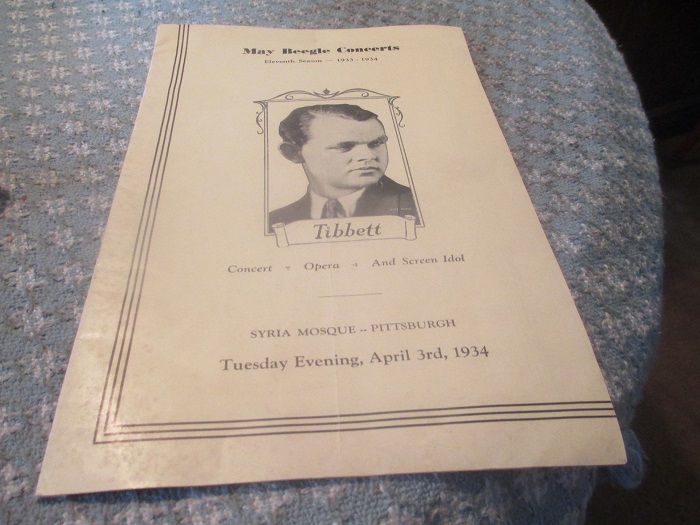 May Beegle Concerts
Eleventh Season — 1933 - 1934
Tibbett
Concert + Opera + And Screen Idol
SYRIA MOSQUE -- PITTSBURGH
Tuesday Evening, April 3rd, 1934